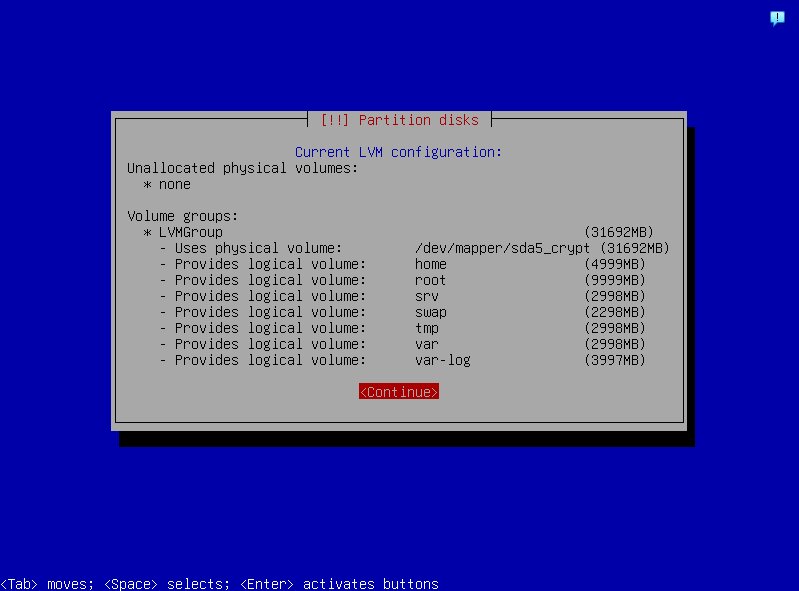 [!!] Partition disks
Current LVM configuration:
Unallocated physical volumes:
* none
Volume groups:
* LVMGroup (31692MB)
- Uses physical volume: /dev/mapper/sda5_crypt (31692MB)
- Provides logical volume: home (4999MB)
- Provides logical volume: root (9999MB)
- Provides logical volume: srv (2998MB)
- Provides logical volume: swap (2298MB)
- Provides logical volume: tmp (2998MB)
- Provides logical volume: var (2998MB)
- Provides logical volume: var-log (3997MB)
<Continue>
<Tab> moves; <Space> selects; <Enter> activates buttons